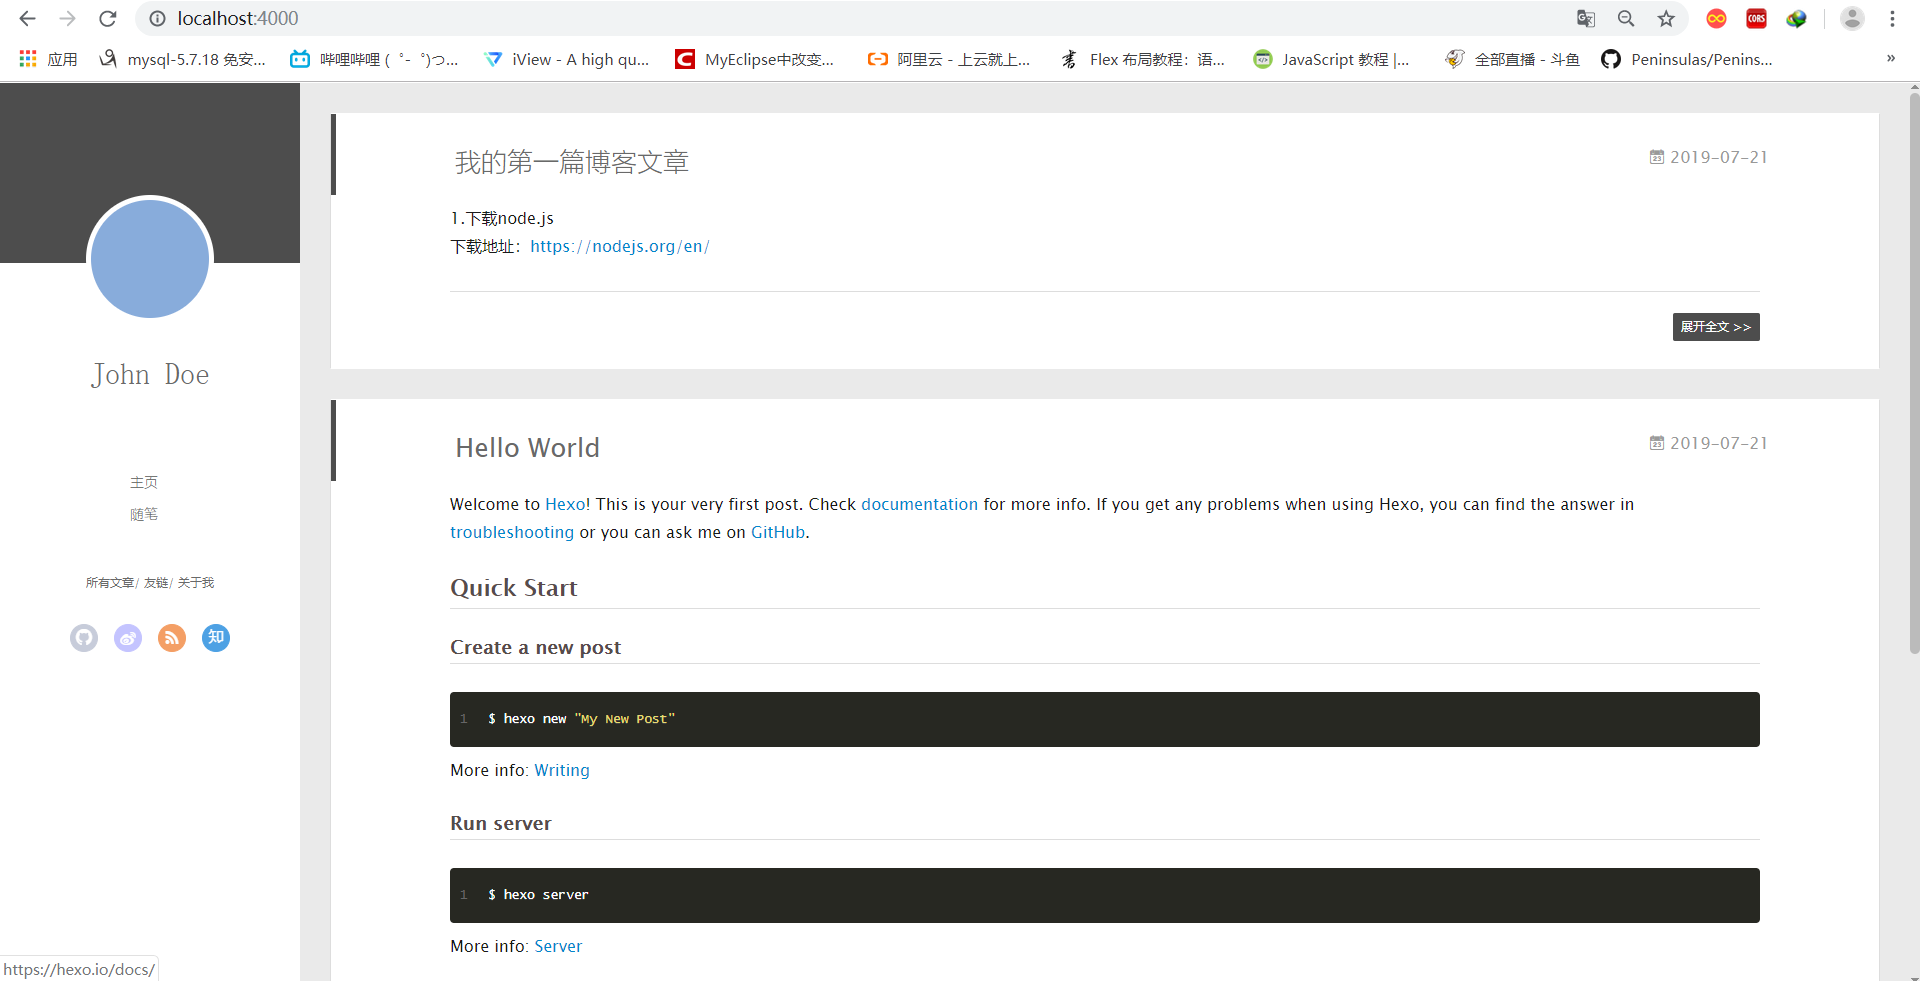 localhost:4000
应用
mysql-5.7.18 免安...
哔哩哔哩 (゜-゜)つ...
iView - A high qu...
MyEclipse中改变...
阿里云 - 上云就上...
Flex 布局教程：语...
JavaScript 教程 |...
全部直播 - 斗鱼
Peninsulas/Penins...
»
CORS
John Doe
主页
随笔
所有文章/ 友链/ 关于我
知
我的第一篇博客文章
23 2019-07-21
1.下载node.js
下载地址：https://nodejs.org/en/
展开全文 >>
Hello World
23 2019-07-21
Welcome to Hexo! This is your very first post. Check documentation for more info. If you get any problems when using Hexo, you can find the answer in
troubleshooting or you can ask me on GitHub.
Quick Start
Create a new post
1 $ hexo new "My New Post"
More info: Writing
Run server
1 $ hexo server
More info: Server
https://hexo.io/docs/